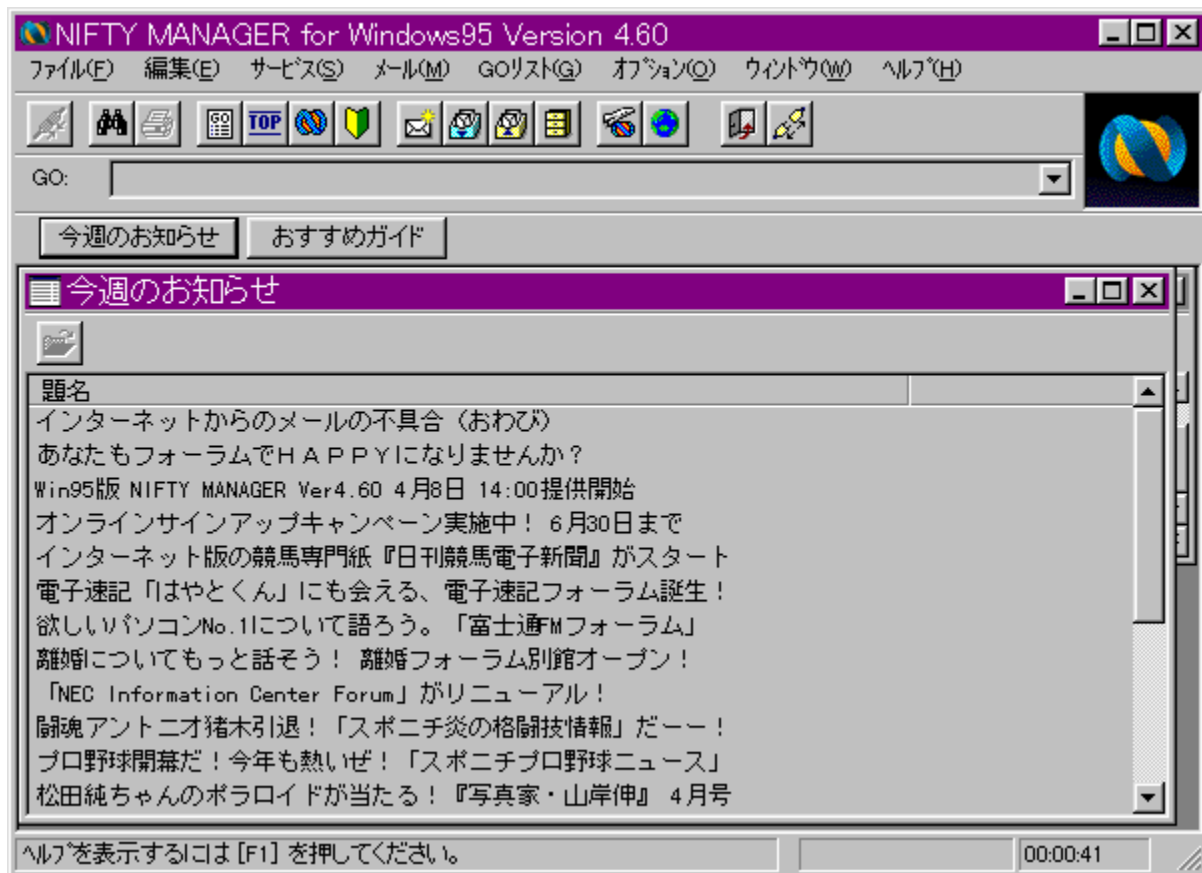 NIFTY MANAGER for Windows95 Version 4.60
ﾌｧｲﾙ(F) 編集(E) ｻｰﾋﾞｽ(S) ﾒｰﾙ(M) GOﾘｽﾄ(G) ｵﾌﾟｼｮﾝ(O) ｳｨﾝﾄﾞｳ(W) ﾍﾙﾌﾟ(H)
GO TOP
GO:
今週のお知らせ おすすめガイド
今週のお知らせ
題名
インターネットからのメールの不具合（おわび）
あなたもフォーラムでＨＡＰＰＹになりませんか？
Win95版 NIFTY MANAGER Ver4.60 4月8日 14:00提供開始
オンラインサインアップキャンペーン実施中！ 6月30日まで
インターネット版の競馬専門紙『日刊競馬電子新聞』がスタート
電子速記「はやとくん」にも会える、電子速記フォーラム誕生！
欲しいパソコンNo.1について語ろう。「富士通FMフォーラム」
離婚についてもっと話そう！ 離婚フォーラム別館オープン！
「NEC Information Center Forum」がリニューアル！
闘魂アントニオ猪木引退！「スポニチ炎の格闘技情報」だーー！
プロ野球開幕だ！今年も熱いぜ！「スポニチプロ野球ニュース」
松田純ちゃんのポラロイドが当たる！『写真家・山岸伸』 4月号
ﾍﾙﾌﾟを表示するには [F1] を押してください。 00:00:41